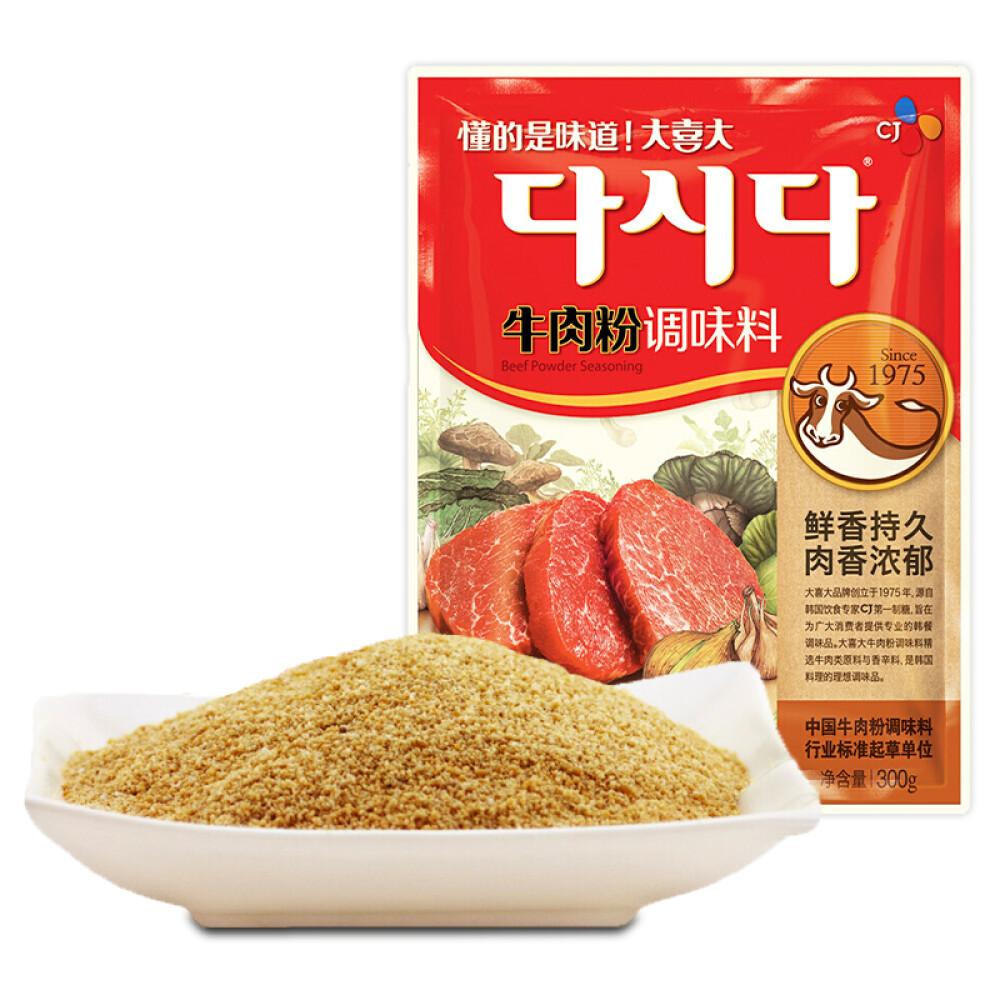 懂的是味道!大喜大
CJ
다시다®
牛肉粉调味料
Beef Powder Seasoning
Since
1975
鲜香持久
肉香浓郁
大喜大品牌创立于1975年,源自
韩国饮食专家CJ第一制糖,旨在
为广大消费者提供专业的韩餐
调味品。大喜大牛肉粉调味料精
选牛肉类原料与香辛料,是韩国
料理的理想调味品。
中国牛肉粉调味料
行业标准起草单位
净含量|300g